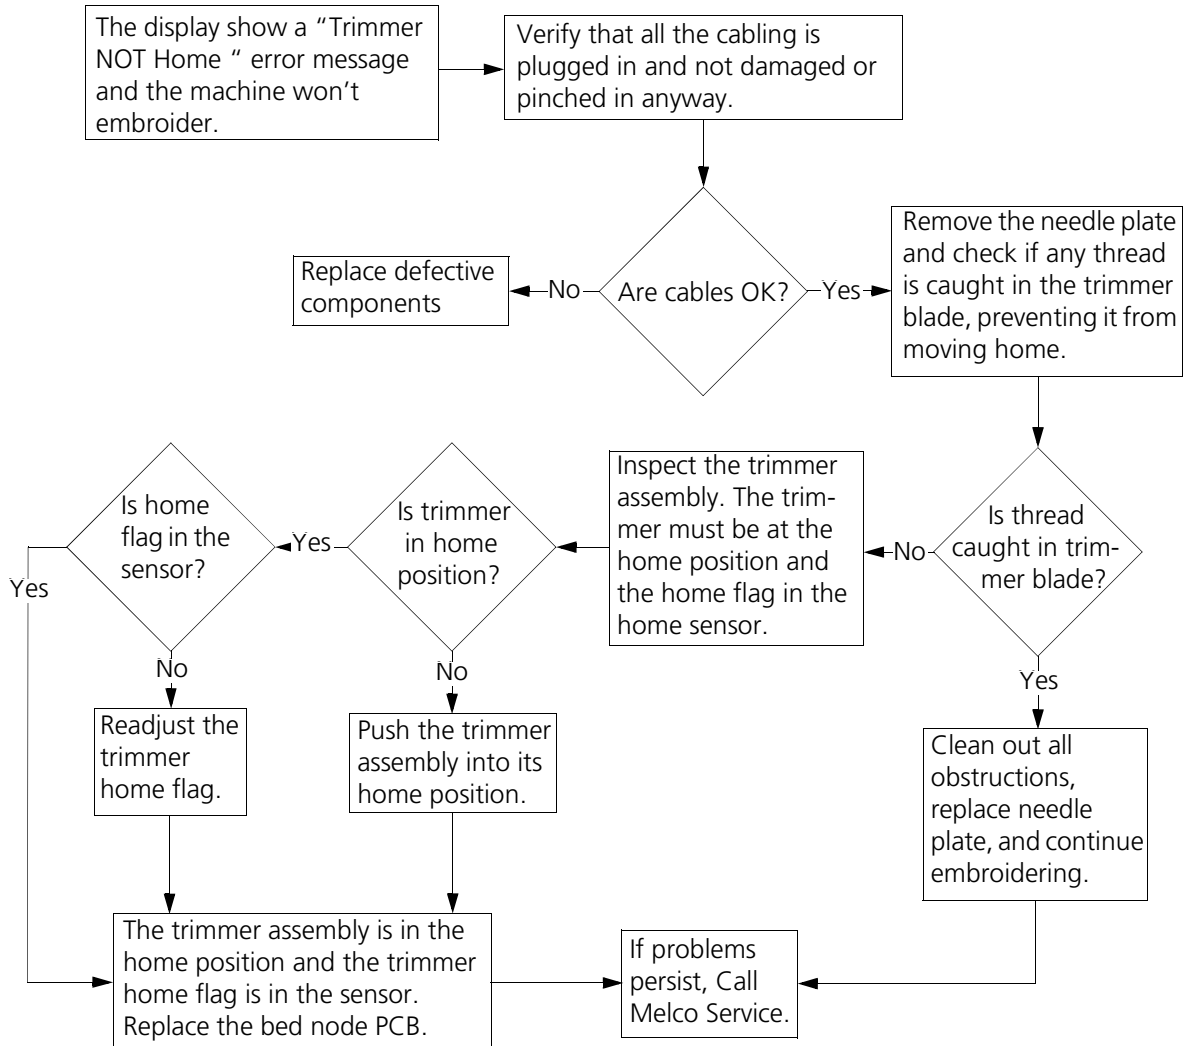 The display show a “Trimmer
NOT Home “ error message
and the machine won’t
embroider.
Verify that all the cabling is
plugged in and not damaged or
pinched in anyway.
Are cables OK?
No
Yes
Replace defective
components
Remove the needle plate
and check if any thread
is caught in the trimmer
blade, preventing it from
moving home.
Is thread
caught in trim-
mer blade?
No
Yes
Inspect the trimmer
assembly. The trim-
mer must be at the
home position and
the home flag in the
home sensor.
Is trimmer
in home
position?
Yes
No
Is home
flag in the
sensor?
Yes
No
Readjust the
trimmer
home flag.
Push the trimmer
assembly into its
home position.
Clean out all
obstructions,
replace needle
plate, and continue
embroidering.
The trimmer assembly is in the
home position and the trimmer
home flag is in the sensor.
Replace the bed node PCB.
If problems
persist, Call
Melco Service.